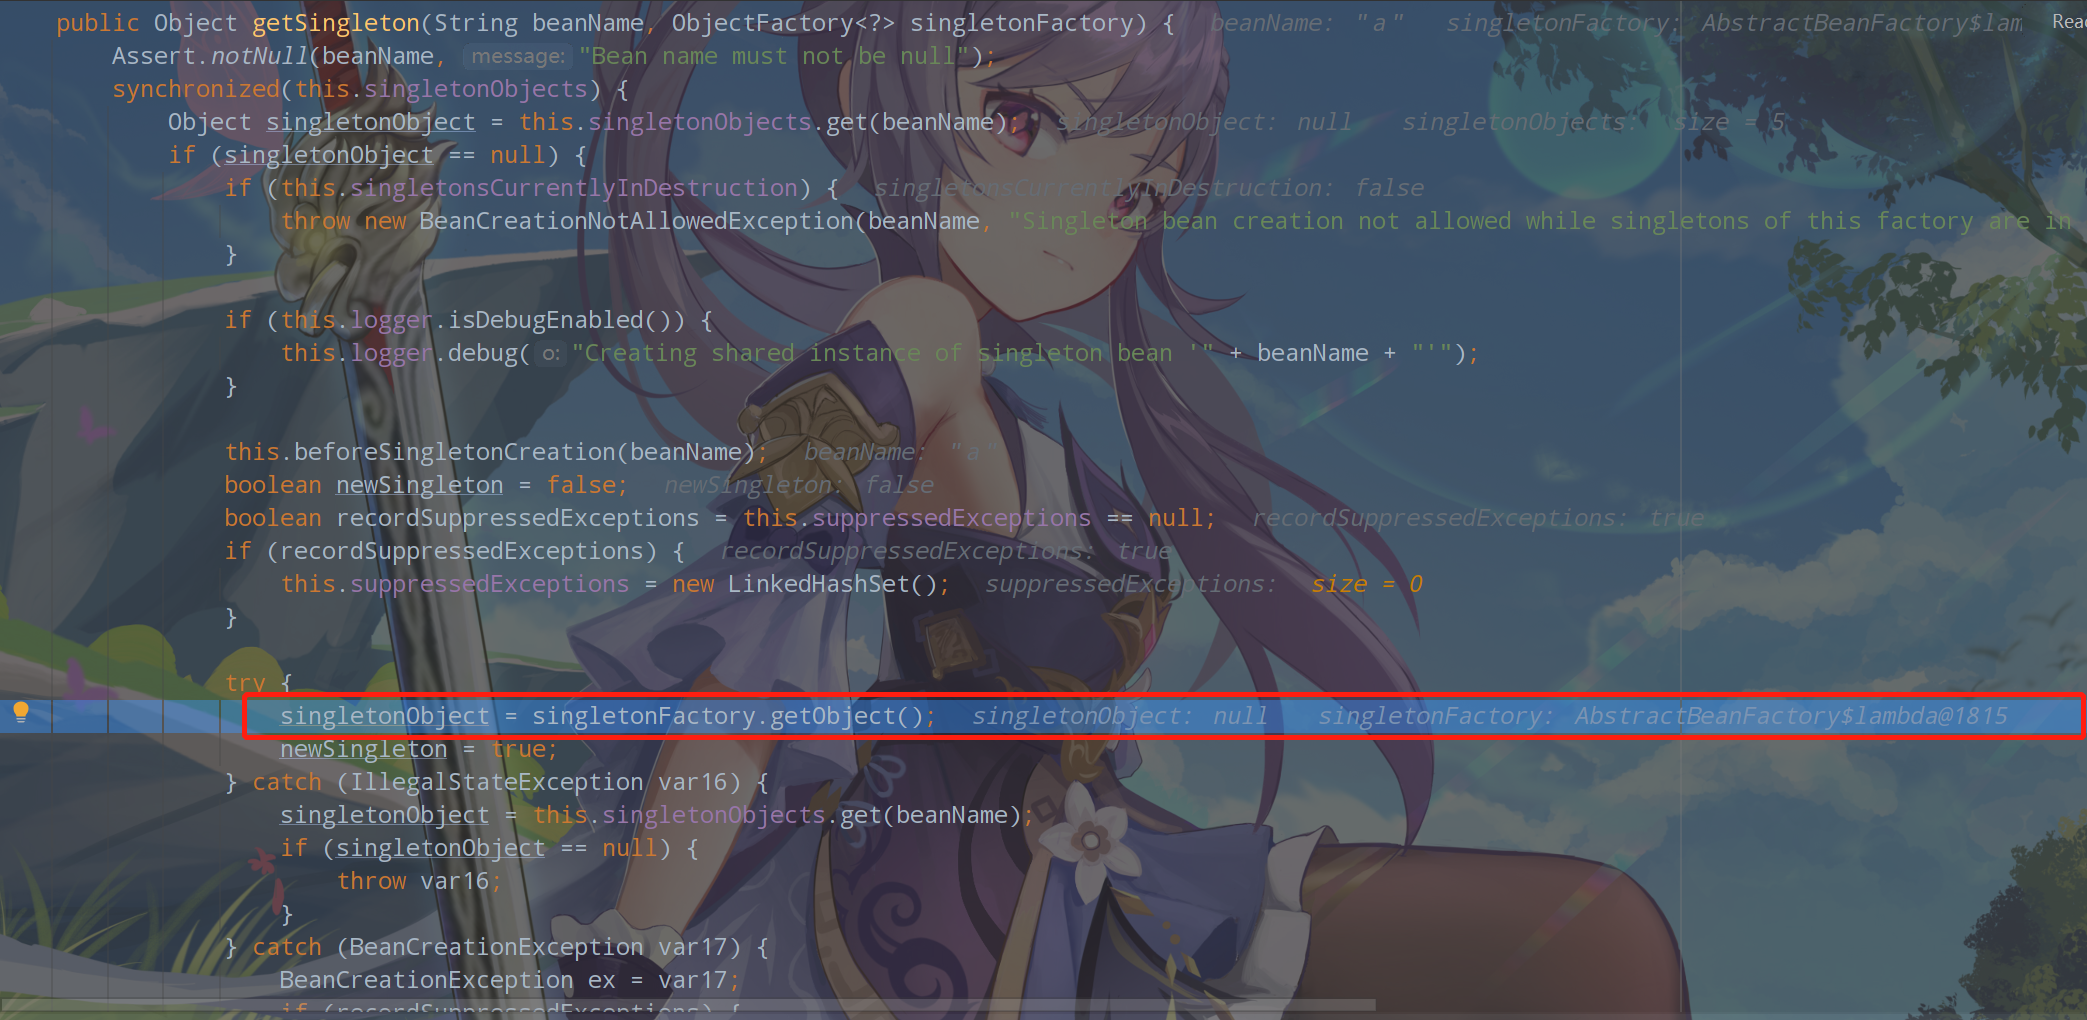 public Object getSingleton(String beanName, ObjectFactory<?> singletonFactory) {   beanName: "a"   singletonFactory: AbstractBeanFactory$lam
Assert.notNull(beanName, message: "Bean name must not be null");
synchronized(this.singletonObjects) {
Object singletonObject = this.singletonObjects.get(beanName);   singletonObject: null   singletonObjects:  size = 5
if (singletonObject == null) {
if (this.singletonsCurrentlyInDestruction) {   singletonsCurrentlyInDestruction: false
throw new BeanCreationNotAllowedException(beanName, "Singleton bean creation not allowed while singletons of this factory are in
}
if (this.logger.isDebugEnabled()) {
this.logger.debug( o: "Creating shared instance of singleton bean '" + beanName + "'");
}
this.beforeSingletonCreation(beanName);   beanName: "a"
boolean newSingleton = false;   newSingleton: false
boolean recordSuppressedExceptions = this.suppressedExceptions == null;   recordSuppressedExceptions: true
if (recordSuppressedExceptions) {   recordSuppressedExceptions: true
this.suppressedExceptions = new LinkedHashSet();   suppressedExceptions:  size = 0
}
try {
singletonObject = singletonFactory.getObject();   singletonObject: null   singletonFactory: AbstractBeanFactory$lambda@1815
newSingleton = true;
} catch (IllegalStateException var16) {
singletonObject = this.singletonObjects.get(beanName);
if (singletonObject == null) {
throw var16;
}
} catch (BeanCreationException var17) {
BeanCreationException ex = var17;
if (recordSuppressedExceptions) {